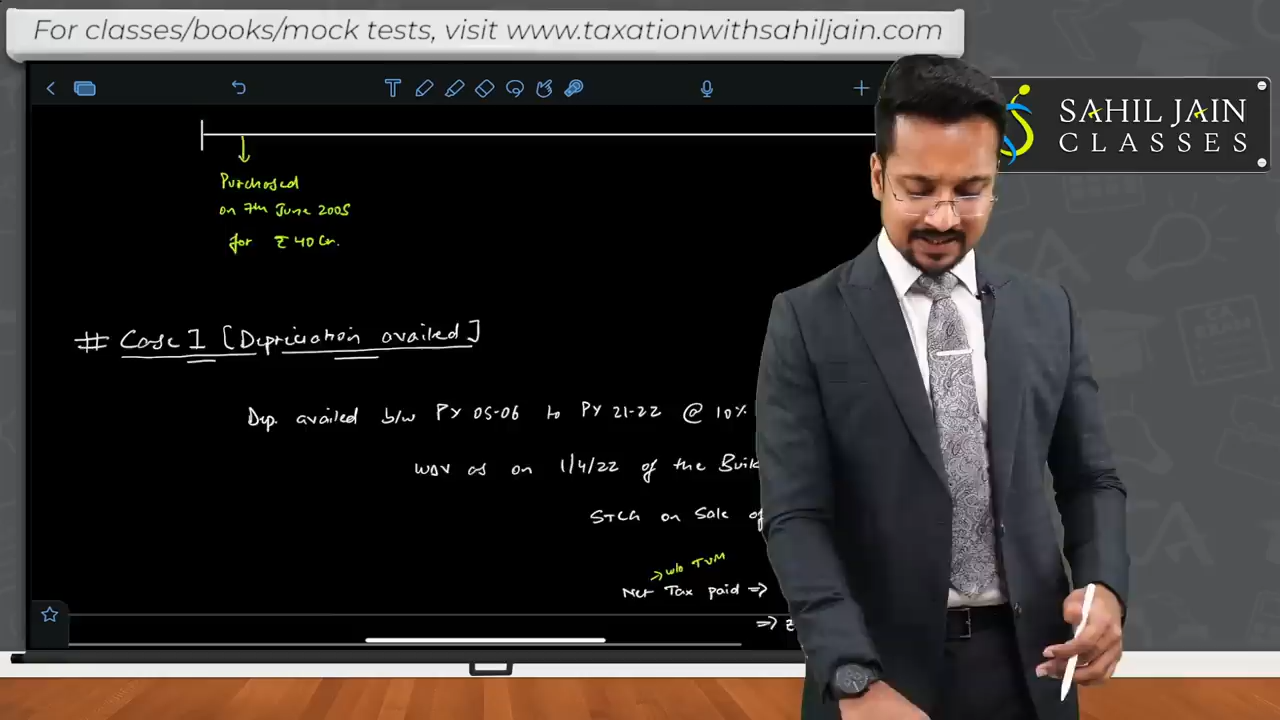 For classes/books/mock tests, visit www.taxationwithsahiljain.com
SAHIL JAIN
CLASSES
Purchased
on 7th June 2005
for ₹ 40 Cr.
# Case 1 [Depriciation availed]
Dep. availed b/w PY 05-06 to PY 21-22 @ 10%
WDV as on 1/4/22 of the Buil
STCG on Sale of
→ w/o TVM
Net Tax paid ⇒
⇒ ₹